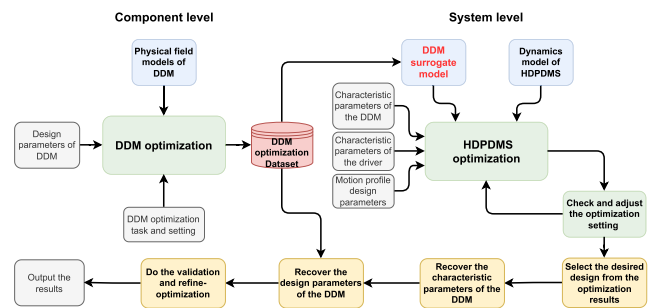 Component level
System level
Physical field
models of
DDM
DDM
surrogate
model
Dynamics
model of
HDPDMS
Characteristic
parameters of
the DDM
Design
parameters of
DDM
DDM optimization
DDM
optimization
Dataset
Characteristic
parameters of
the driver
HDPDMS
optimization
Motion profile
design
parameters
DDM optimization
task and setting
Check and adjust
the optimization
setting
Output the
results
Do the validation
and refine-
optimization
Recover the
design parameters
of the DDM
Recover the
characteristic
parameters of the
DDM
Select the desired
design from the
optimization
results